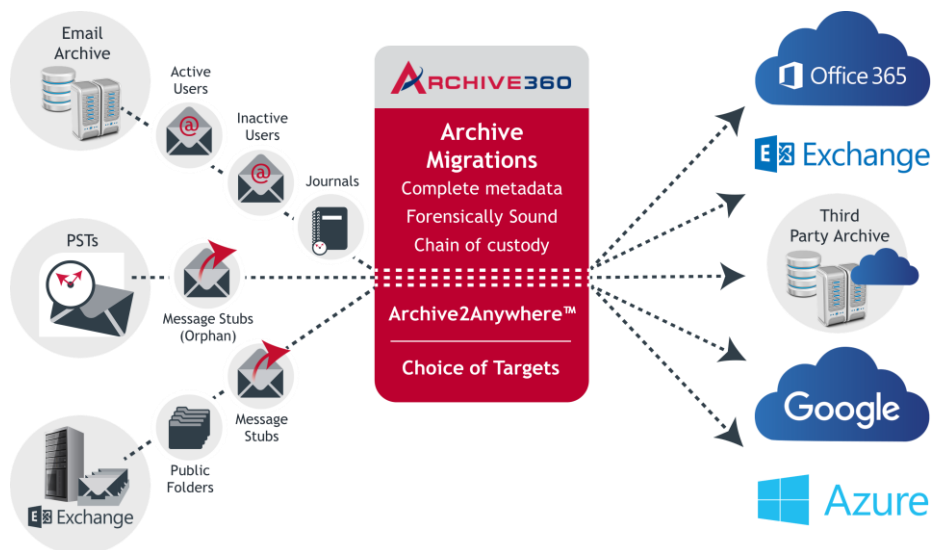 Email
Archive
Active
Users
@
Inactive
Users
@
Journals
PSTs
Message Stubs
(Orphan)
Message
Stubs
Public
Folders
E Exchange
ARCHIVE360
Archive
Migrations
Complete metadata
Forensically Sound
Chain of custody
Archive2Anywhere™
Choice of Targets
Office 365
E Exchange
Third
Party Archive
Google
Azure